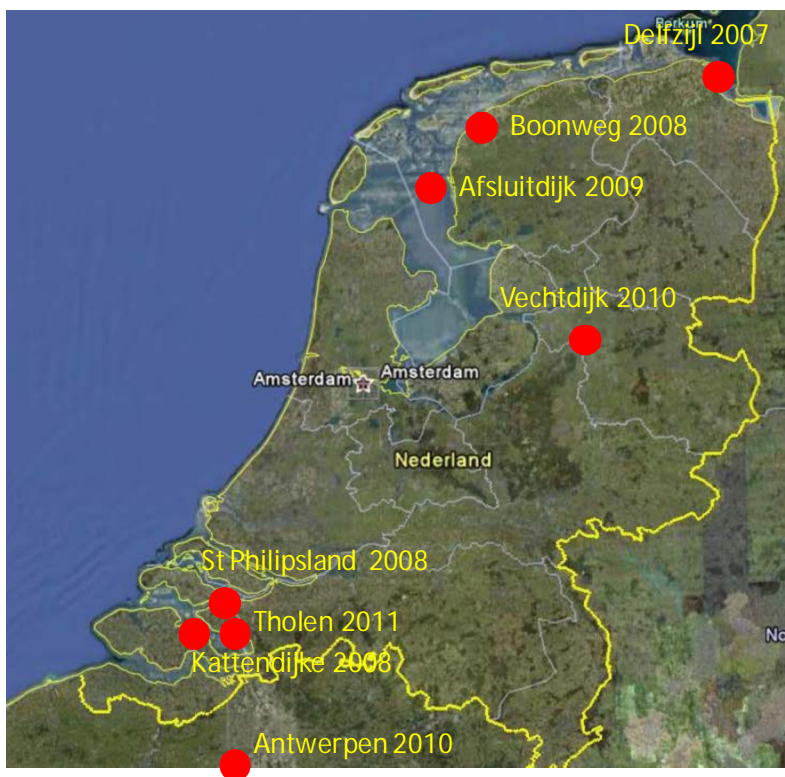 Borkum
Delfzijl 2007
Boonweg 2008
Afsluitdijk 2009
Vechtdijk 2010
Amsterdam
Amsterdam
Nederland
St Philipsland 2008
Tholen 2011
No
Kattendijke 2008
Antwerpen 2010